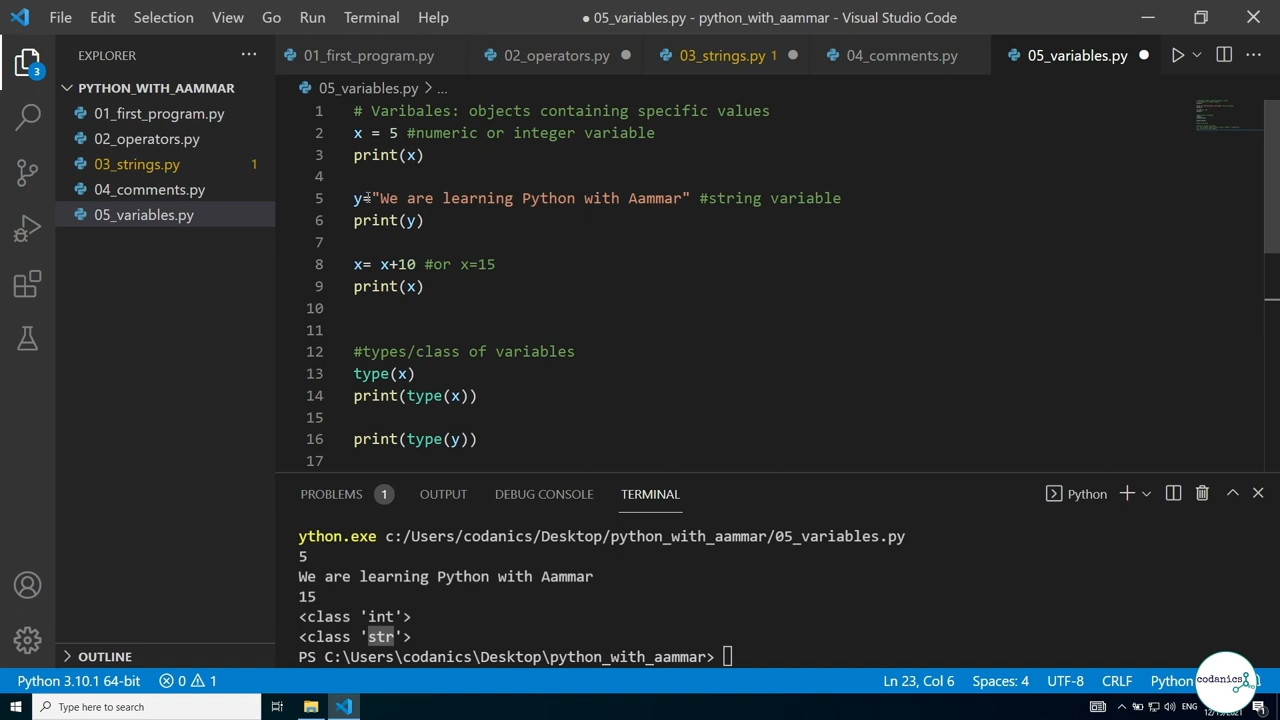 File Edit Selection View Go Run Terminal Help
● 05_variables.py - python_with_aammar - Visual Studio Code
EXPLORER
01_first_program.py 02_operators.py 03_strings.py 1 04_comments.py 05_variables.py
3
PYTHON_WITH_AAMMAR
01_first_program.py
02_operators.py
03_strings.py 1
04_comments.py
05_variables.py
05_variables.py > ...
1 # Varibales: objects containing specific values
2 x = 5 #numeric or integer variable
3 print(x)
4
5 y="We are learning Python with Aammar" #string variable
6 print(y)
7
8 x= x+10 #or x=15
9 print(x)
10
11
12 #types/class of variables
13 type(x)
14 print(type(x))
15
16 print(type(y))
17
PROBLEMS 1 OUTPUT DEBUG CONSOLE TERMINAL
Python
ython.exe c:/Users/codanics/Desktop/python_with_aammar/05_variables.py
5
We are learning Python with Aammar
15
<class 'int'>
<class 'str'>
PS C:\Users\codanics\Desktop\python_with_aammar>
OUTLINE
Python 3.10.1 64-bit 0 1
Ln 23, Col 6 Spaces: 4 UTF-8 CRLF Python
codanics
Type here to search
ENG